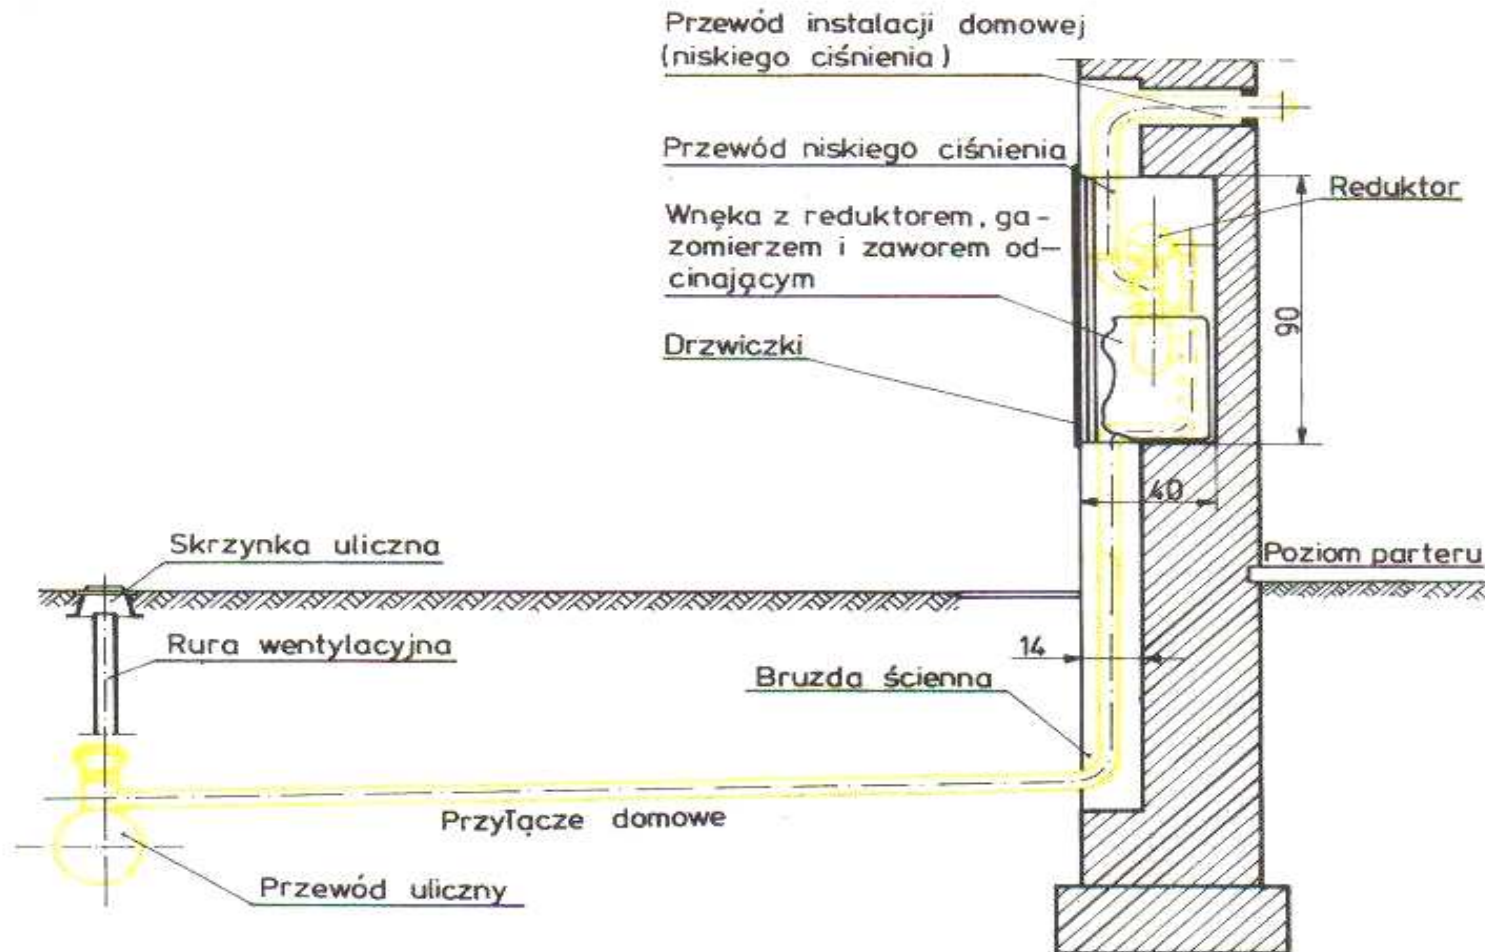 Przewód instalacji domowej
(niskiego ciśnienia)
Przewód niskiego ciśnienia
Reduktor
Wnęka z reduktorem, ga-
zomierzem i zaworem od-
cinającym
90
Drzwiczki
40
Skrzynka uliczna
Poziom parteru
Rura wentylacyjna
14
Bruzda ścienna
Przyłącze domowe
Przewód uliczny